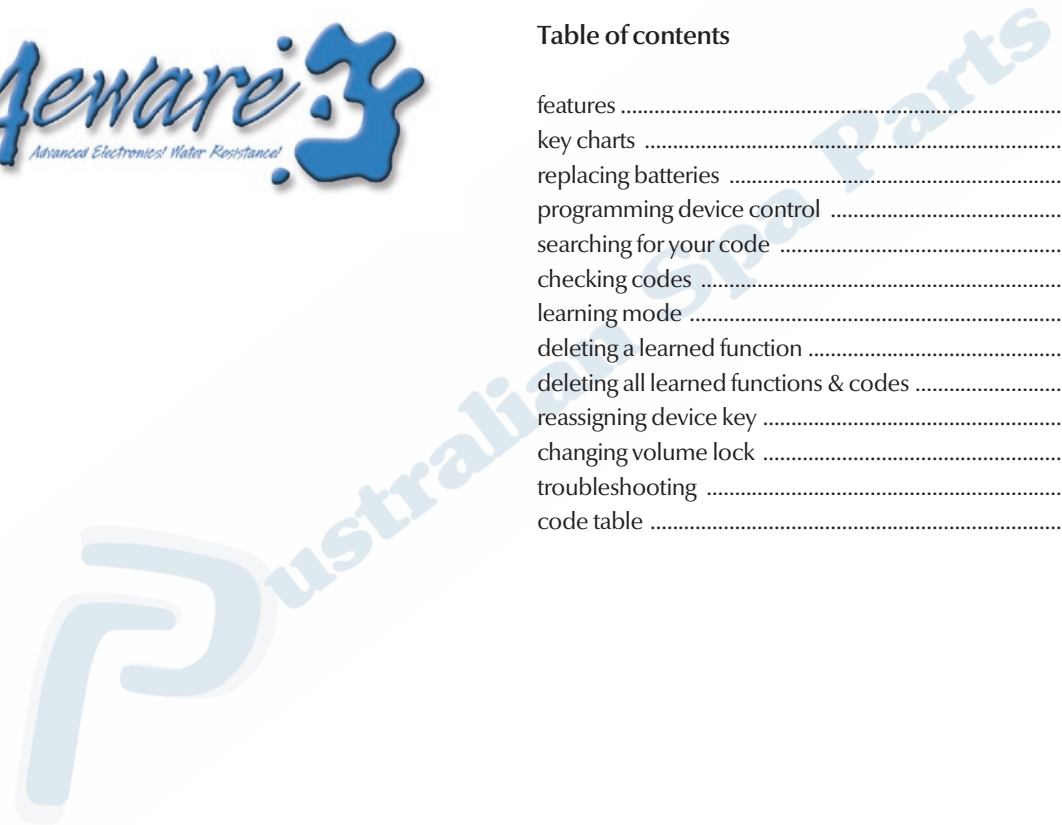 Aeware 3
Advanced Electronics! Water Resistance!
Table of contents
features ....................................................................................
key charts ....................................................................................
replacing batteries ....................................................................................
programming device control ....................................................................................
searching for your code ....................................................................................
checking codes ....................................................................................
learning mode ....................................................................................
deleting a learned function ....................................................................................
deleting all learned functions & codes ....................................................................................
reassigning device key ....................................................................................
changing volume lock ....................................................................................
troubleshooting ....................................................................................
code table ....................................................................................
ustralian Spa Parts